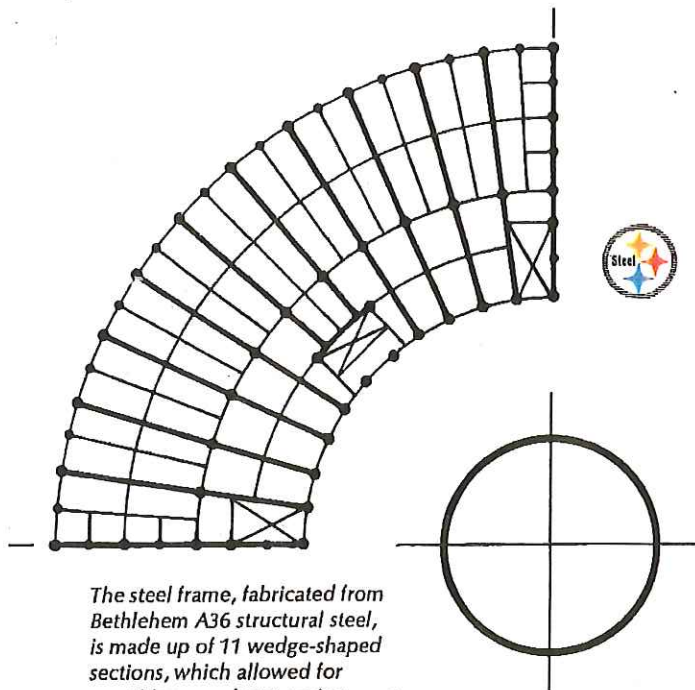 Steel
The steel frame, fabricated from
Bethlehem A36 structural steel,
is made up of 11 wedge-shaped
sections, which allowed for